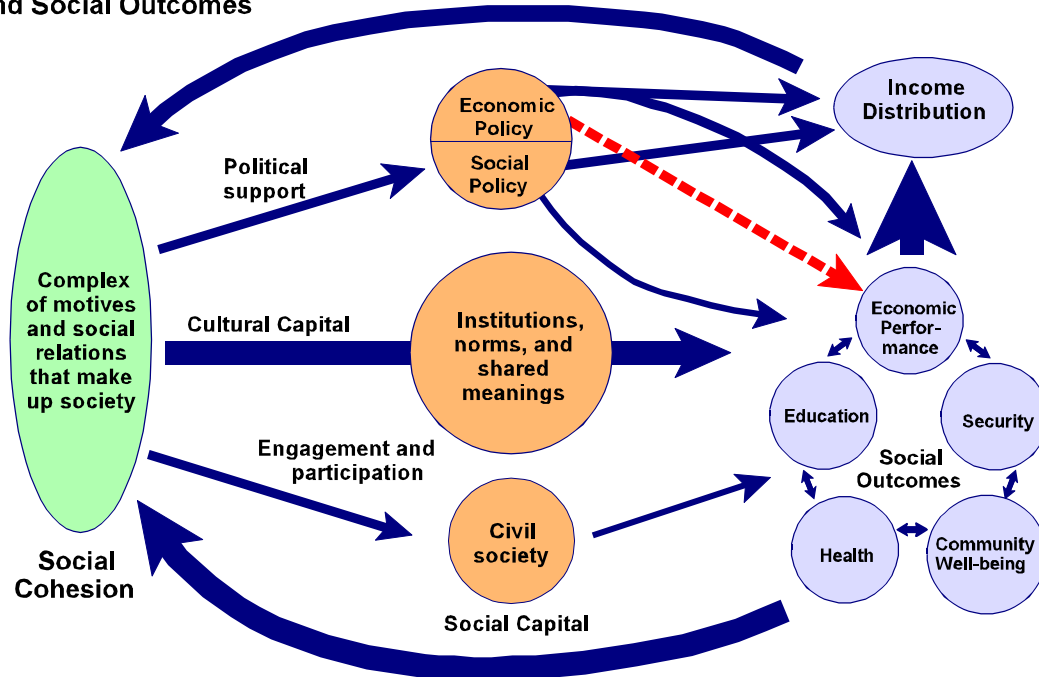 nd Social Outcomes
Income
Distribution
Economic
Policy
Social
Policy
Political
support
Complex
of motives
and social
relations
that make
up society
Cultural Capital
Institutions,
norms, and
shared
meanings
Economic
Perfor-
mance
Education
Security
Social
Outcomes
Engagement and
participation
Civil
society
Health
Community
Well-being
Social
Cohesion
Social Capital